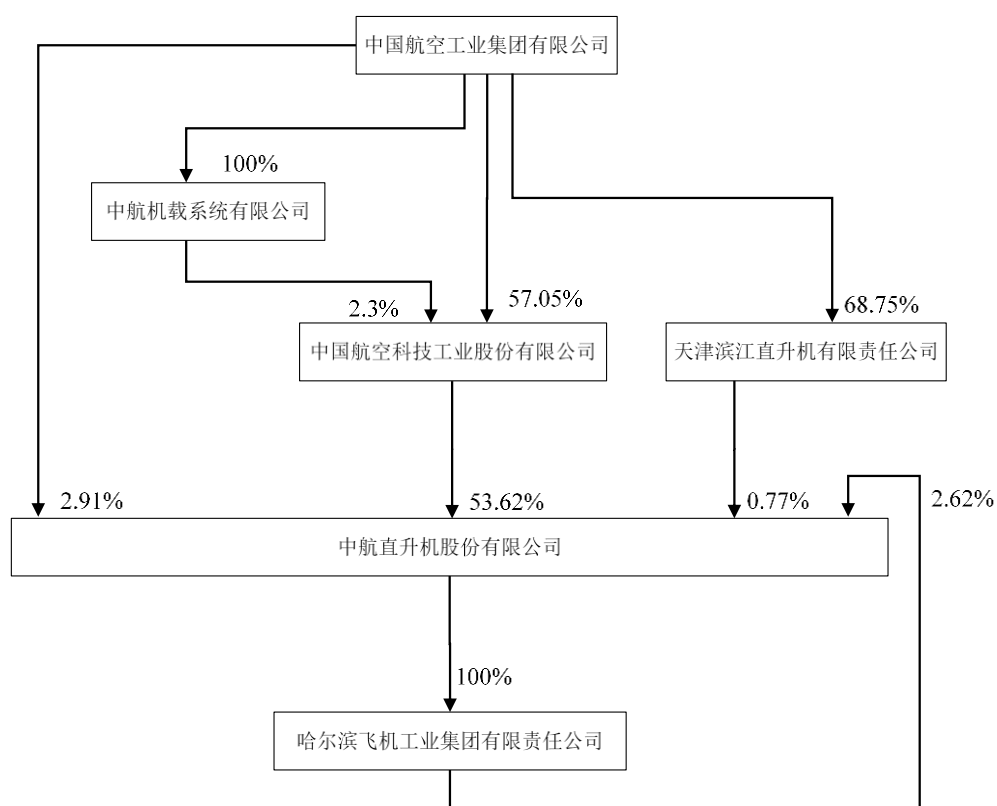 中国航空工业集团有限公司
100%
中航机载系统有限公司
2.3%
57.05%
68.75%
中国航空科技工业股份有限公司
天津滨江直升机有限责任公司
2.91%
53.62%
0.77%
2.62%
中航直升机股份有限公司
100%
哈尔滨飞机工业集团有限责任公司